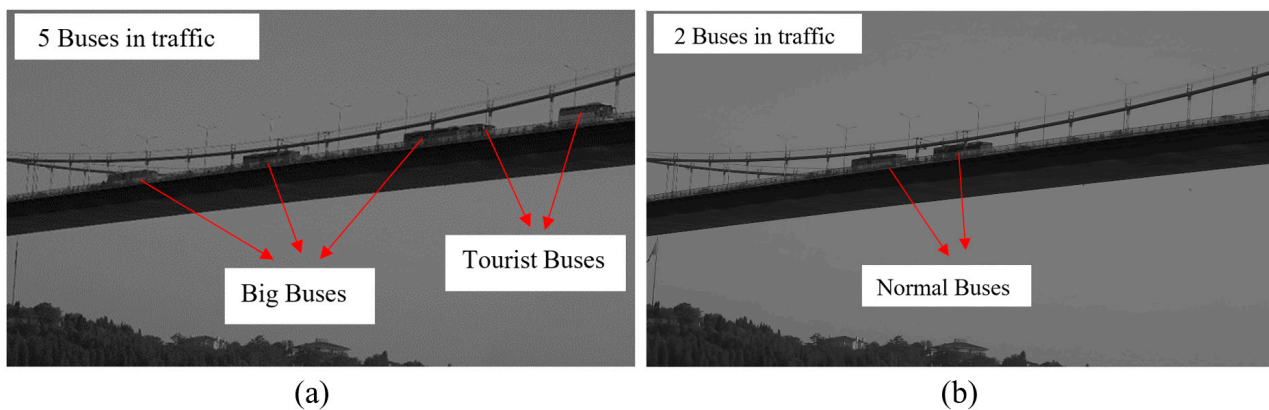 5 Buses in traffic
Big Buses
Tourist Buses
(a)
2 Buses in traffic
Normal Buses
(b)